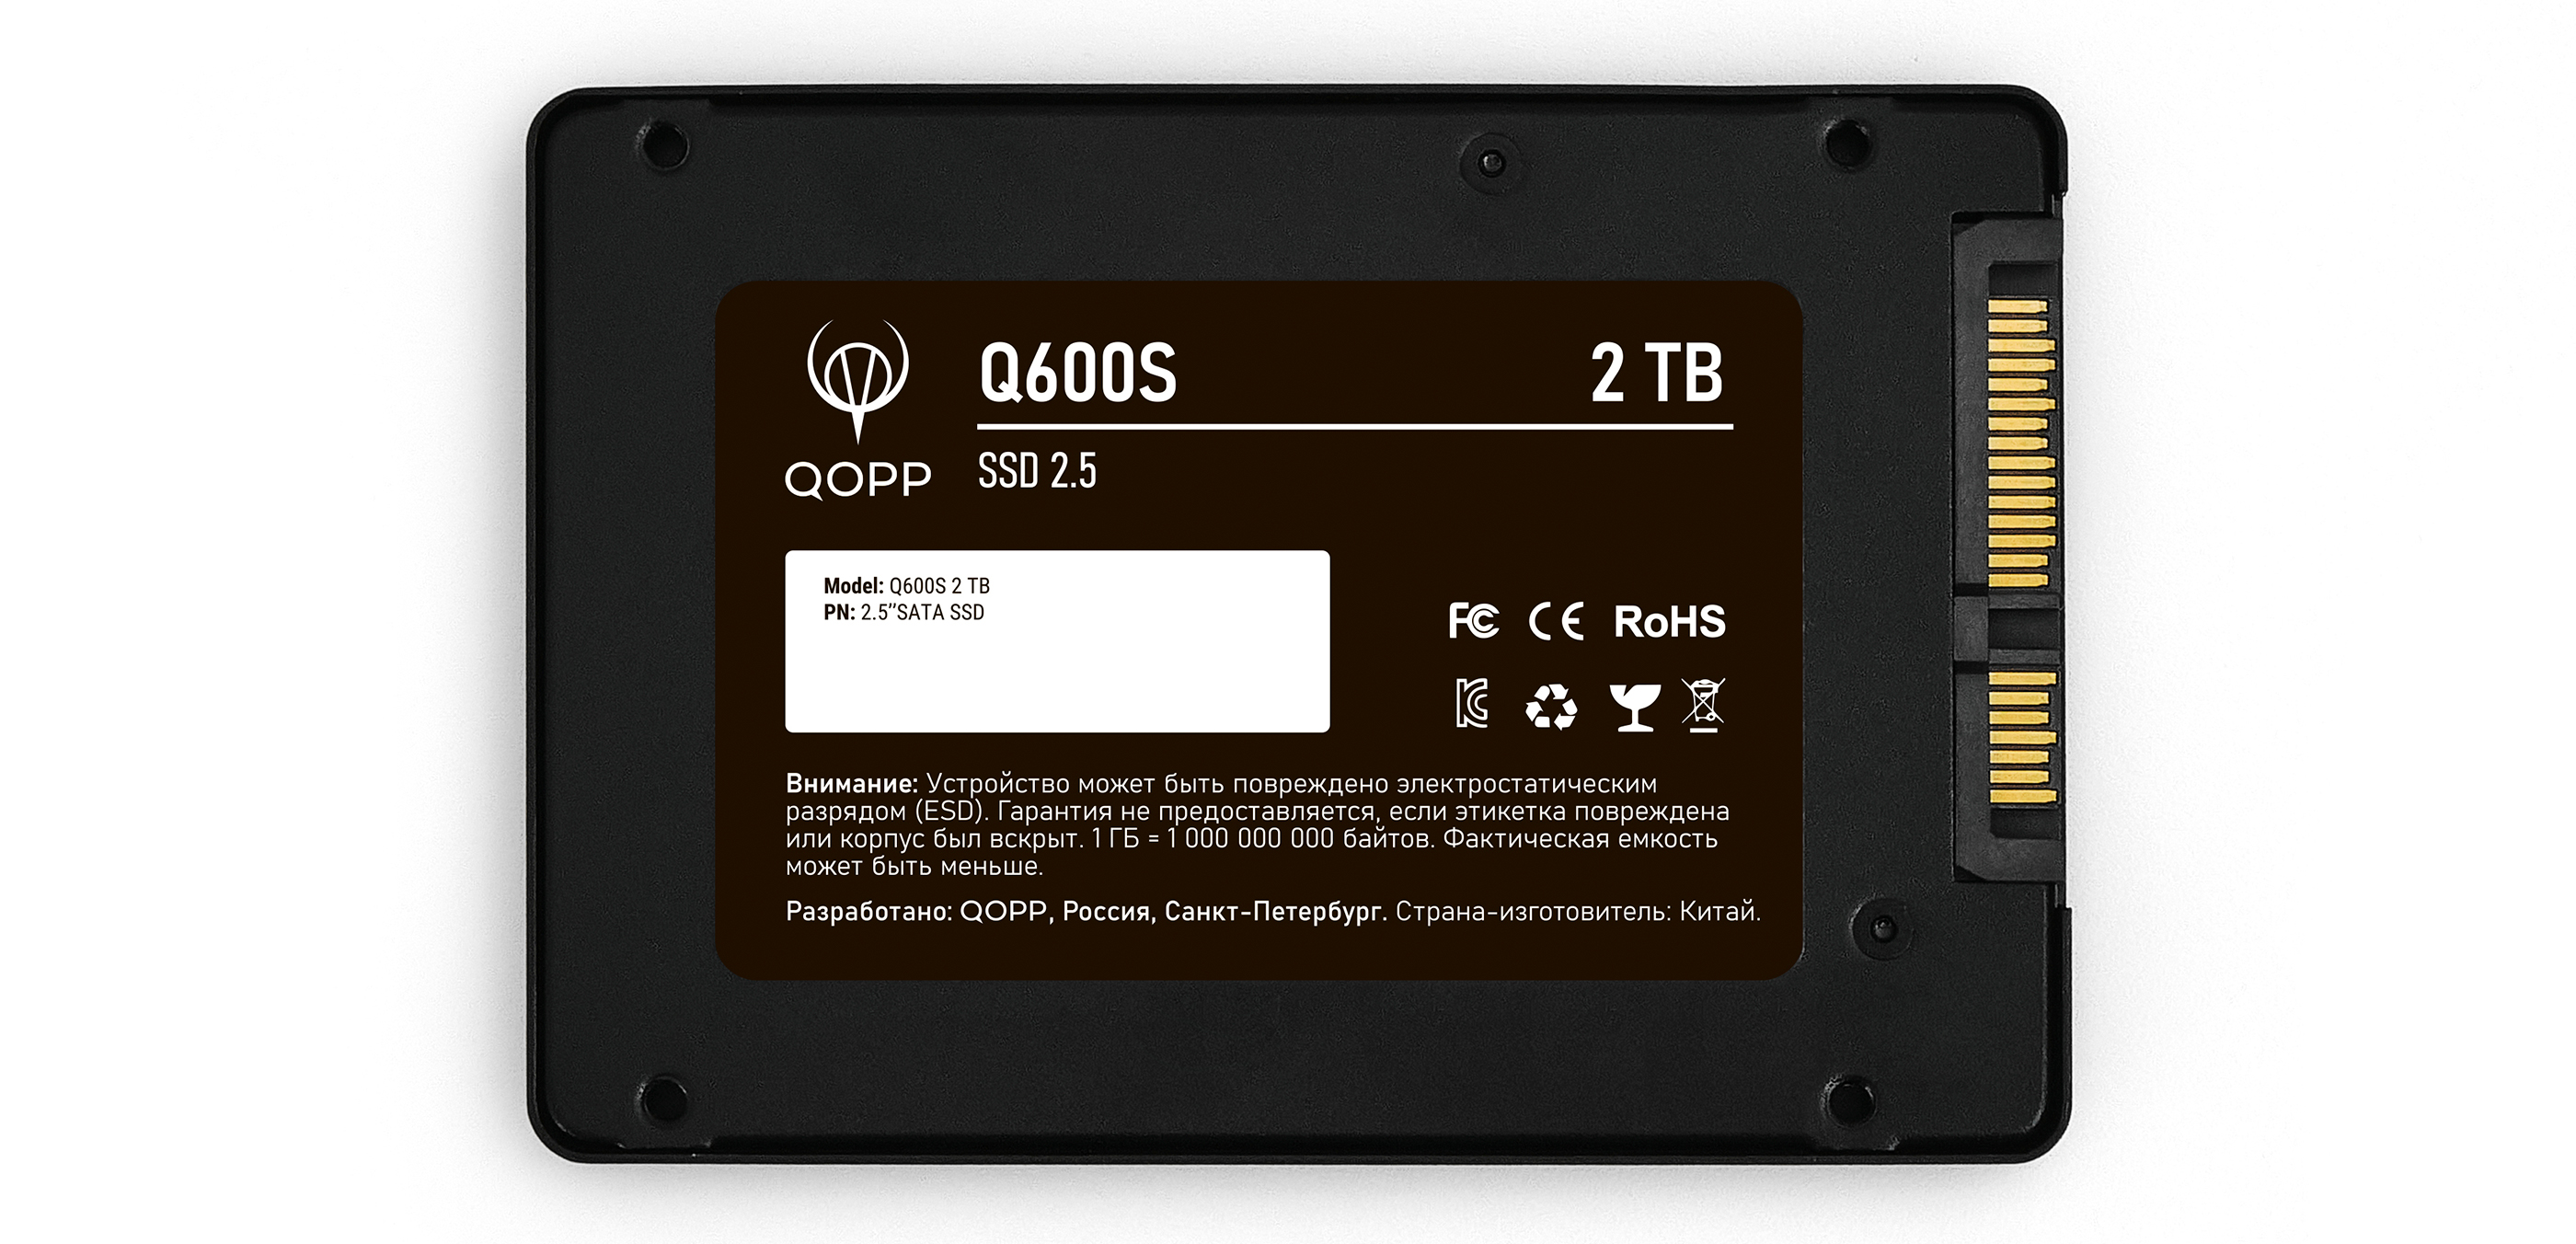 Q600S 2 TB
QOPP
SSD 2.5
Model: Q600S 2 TB
PN: 2.5”SATA SSD
FC CE RoHS
Внимание: Устройство может быть повреждено электростатическим
разрядом (ESD). Гарантия не предоставляется, если этикетка повреждена
или корпус был вскрыт. 1 ГБ = 1 000 000 000 байтов. Фактическая емкость
может быть меньше.
Разработано: QOPP, Россия, Санкт-Петербург. Страна-изготовитель: Китай.